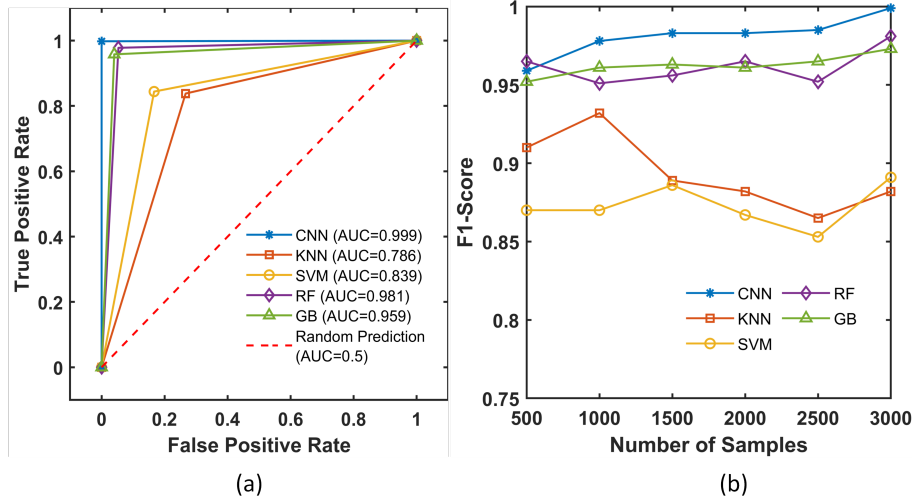 1
0.8
0.6
0.4
0.2
0
True Positive Rate
CNN (AUC=0.999)
KNN (AUC=0.786)
SVM (AUC=0.839)
RF (AUC=0.981)
GB (AUC=0.959)
Random Prediction
(AUC=0.5)
0 0.2 0.4 0.6 0.8 1
False Positive Rate
(a)
1
0.95
0.9
0.85
0.8
0.75
F1-Score
CNN RF
KNN GB
SVM
500 1000 1500 2000 2500 3000
Number of Samples
(b)